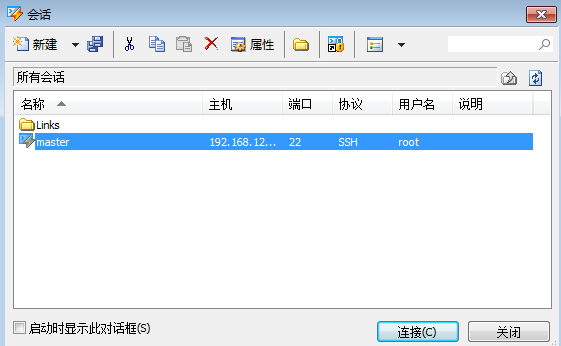 会话
新建 属性
所有会话
名称 主机 端口 协议 用户名 说明
Links
master 192.168.12... 22 SSH root
启动时显示此对话框(S) 连接(C) 关闭